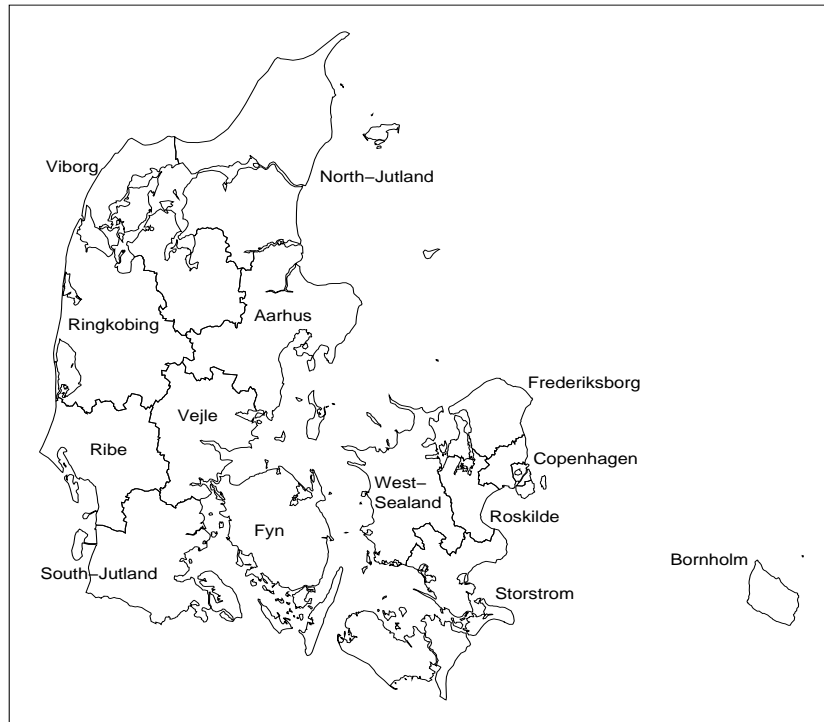 Viborg
North−Jutland
Ringkobing
Aarhus
Frederiksborg
Vejle
Ribe
Copenhagen
West−
Sealand
Roskilde
Fyn
South−Jutland
Bornholm
Storstrom